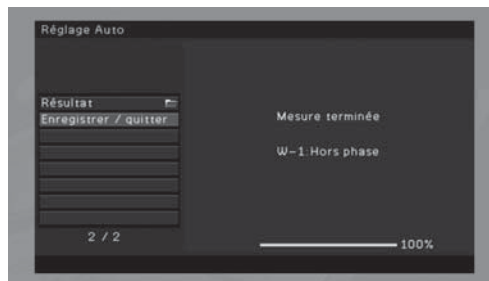 Réglage Auto
Résultat
Enregistrer / quitter
2 / 2
Mesure terminée
W-1:Hors phase
100%